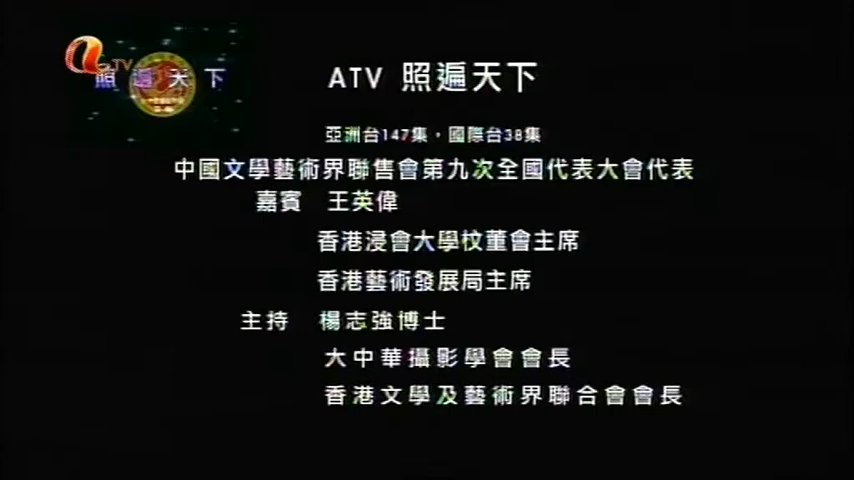 aTV
照遍天下
ATV 照遍天下
亞洲台147集，國際台38集
中國文學藝術界聯售會第九次全國代表大會代表
嘉賓 王英偉
香港浸會大學校董會主席
香港藝術發展局主席
主持 楊志強博士
大中華攝影學會會長
香港文學及藝術界聯合會會長